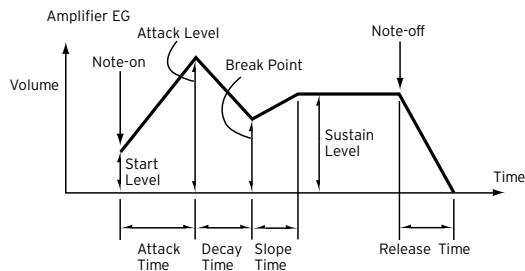 Amplifier EG
Attack Level
Note-off
Note-on
Break Point
Volume
Sustain
Level
Start
Level
Time
Attack
Time
Decay
Time
Slope
Time
Release Time